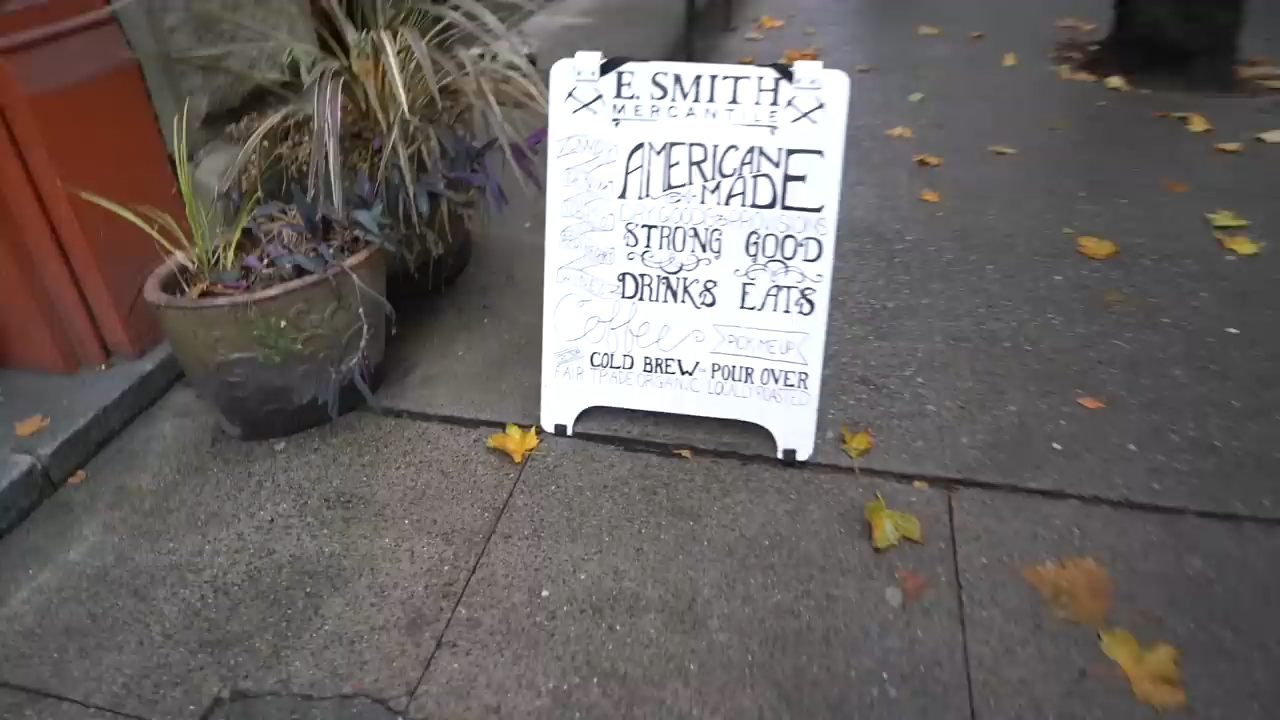 E. SMITH
MERCANTILE
AMERICAN
MADE
DRY GOODS & PROVISIONS
STRONG GOOD
DRINKS EATS
Coffee
PICK ME UP
COLD BREW - POUR OVER
FAIR TRADE ORGANIC LOCALLY ROASTED